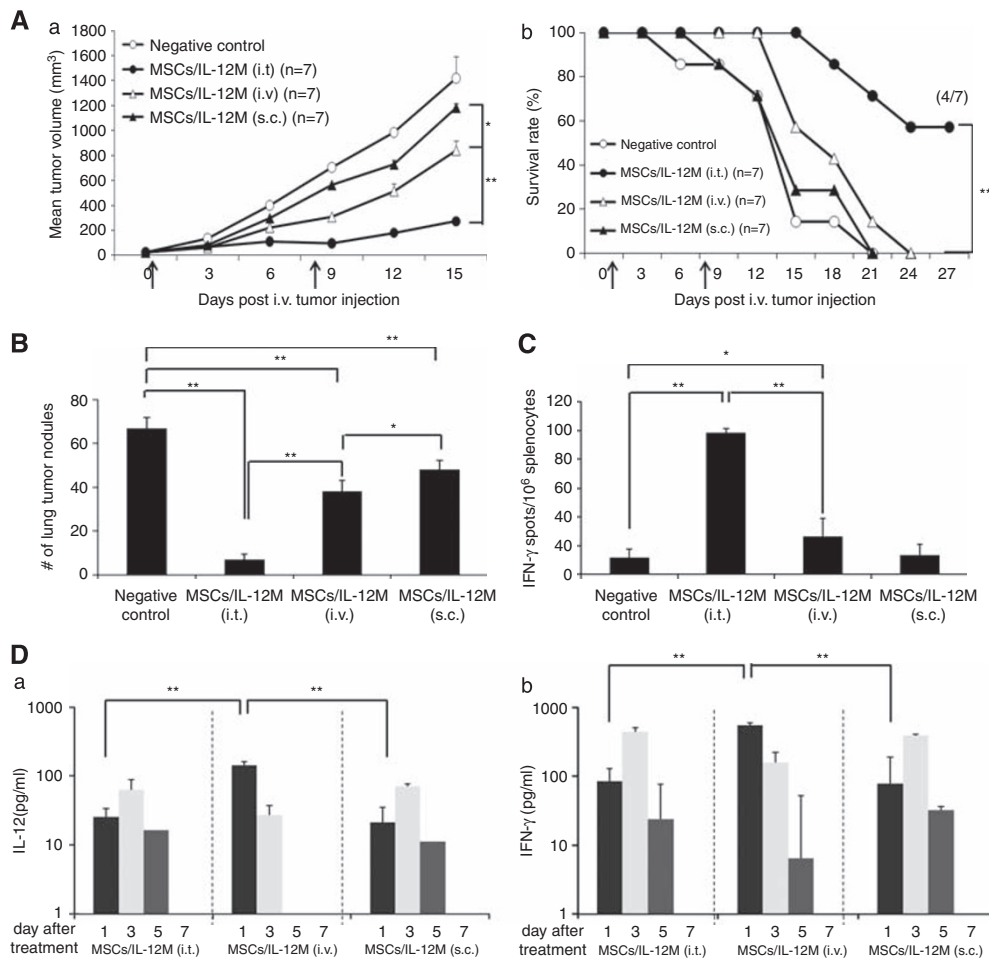 A
a
Mean tumor volume (mm3)
1800
1600
1400
1200
1000
800
600
400
200
0
Negative control
MSCs/IL-12M (i.t) (n=7)
MSCs/IL-12M (i.v) (n=7)
MSCs/IL-12M (s.c.) (n=7)
*
**
0 3 6 9 12 15
Days post i.v. tumor injection
b
Survival rate (%)
100
80
60
40
20
0
Negative control
MSCs/IL-12M (i.t.) (n=7)
MSCs/IL-12M (i.v.) (n=7)
MSCs/IL-12M (s.c.) (n=7)
(4/7)
**
0 3 6 9 12 15 18 21 24 27
Days post i.v. tumor injection
B
# of lung tumor nodules
80
60
40
20
0
**
**
**
**
*
Negative control
MSCs/IL-12M (i.t.)
MSCs/IL-12M (i.v.)
MSCs/IL-12M (s.c.)
C
IFN-γ spots/106 splenocytes
120
100
80
60
40
20
0
*
**
**
Negative control
MSCs/IL-12M (i.t.)
MSCs/IL-12M (i.v.)
MSCs/IL-12M (s.c.)
D
a
IL-12(pg/ml)
1000
100
10
1
**
**
day after treatment
1 3 5 7 1 3 5 7 1 3 5 7
MSCs/IL-12M (i.t.) MSCs/IL-12M (i.v.) MSCs/IL-12M (s.c.)
b
IFN-γ (pg/ml)
1000
100
10
1
**
**
day after treatment
1 3 5 7 1 3 5 7 1 3 5 7
MSCs/IL-12M (i.t.) MSCs/IL-12M (i.v.) MSCs/IL-12M (s.c.)